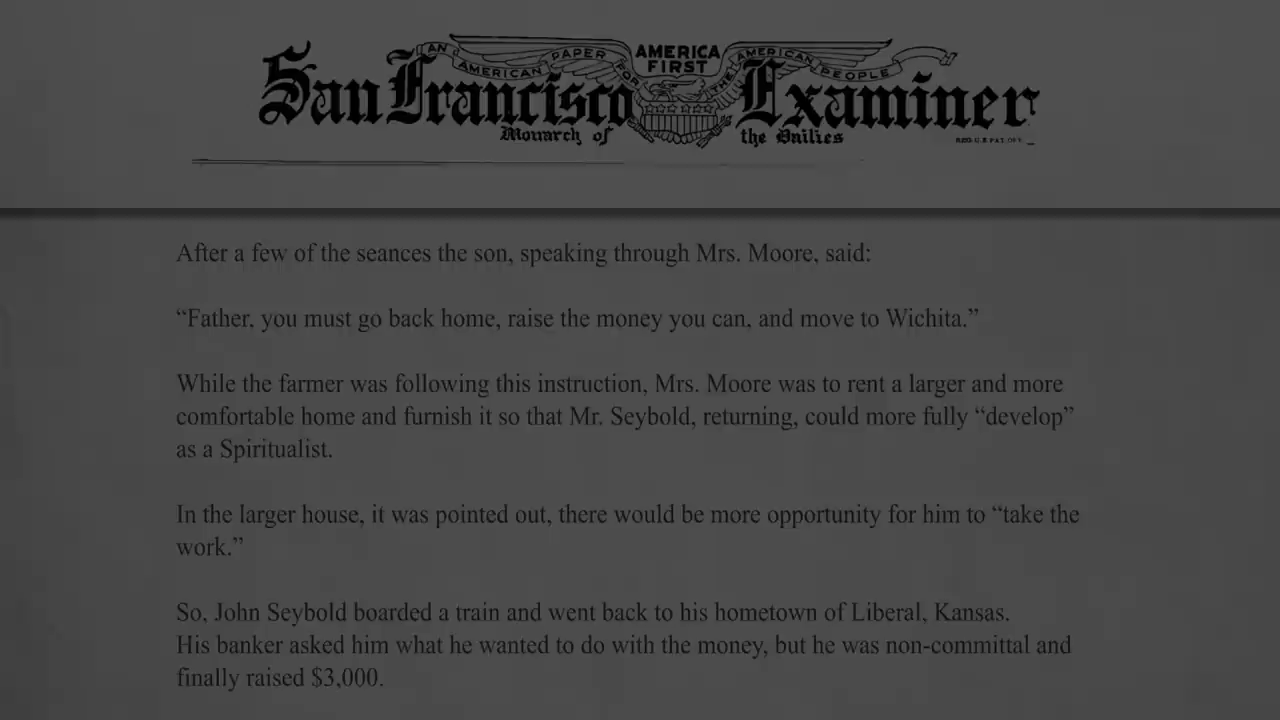 AN AMERICAN PAPER FOR THE AMERICAN PEOPLE
AMERICA
FIRST
San Francisco Examiner
Monarch of the Dailies
REG. U.S. PAT. OFF.
After a few of the seances the son, speaking through Mrs. Moore, said:
“Father, you must go back home, raise the money you can, and move to Wichita.”
While the farmer was following this instruction, Mrs. Moore was to rent a larger and more
comfortable home and furnish it so that Mr. Seybold, returning, could more fully “develop”
as a Spiritualist.
In the larger house, it was pointed out, there would be more opportunity for him to “take the
work.”
So, John Seybold boarded a train and went back to his hometown of Liberal, Kansas.
His banker asked him what he wanted to do with the money, but he was non-committal and
finally raised $3,000.